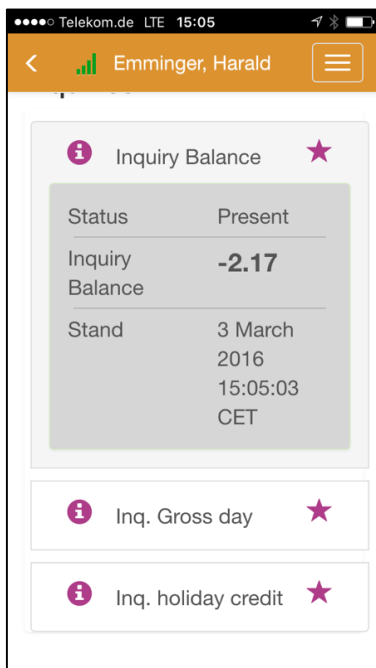 Telekom.de LTE 15:05
Emminger, Harald
Inquiry Balance
Status Present
Inquiry -2.17
Balance
Stand 3 March
2016
15:05:03
CET
Inq. Gross day
Inq. holiday credit